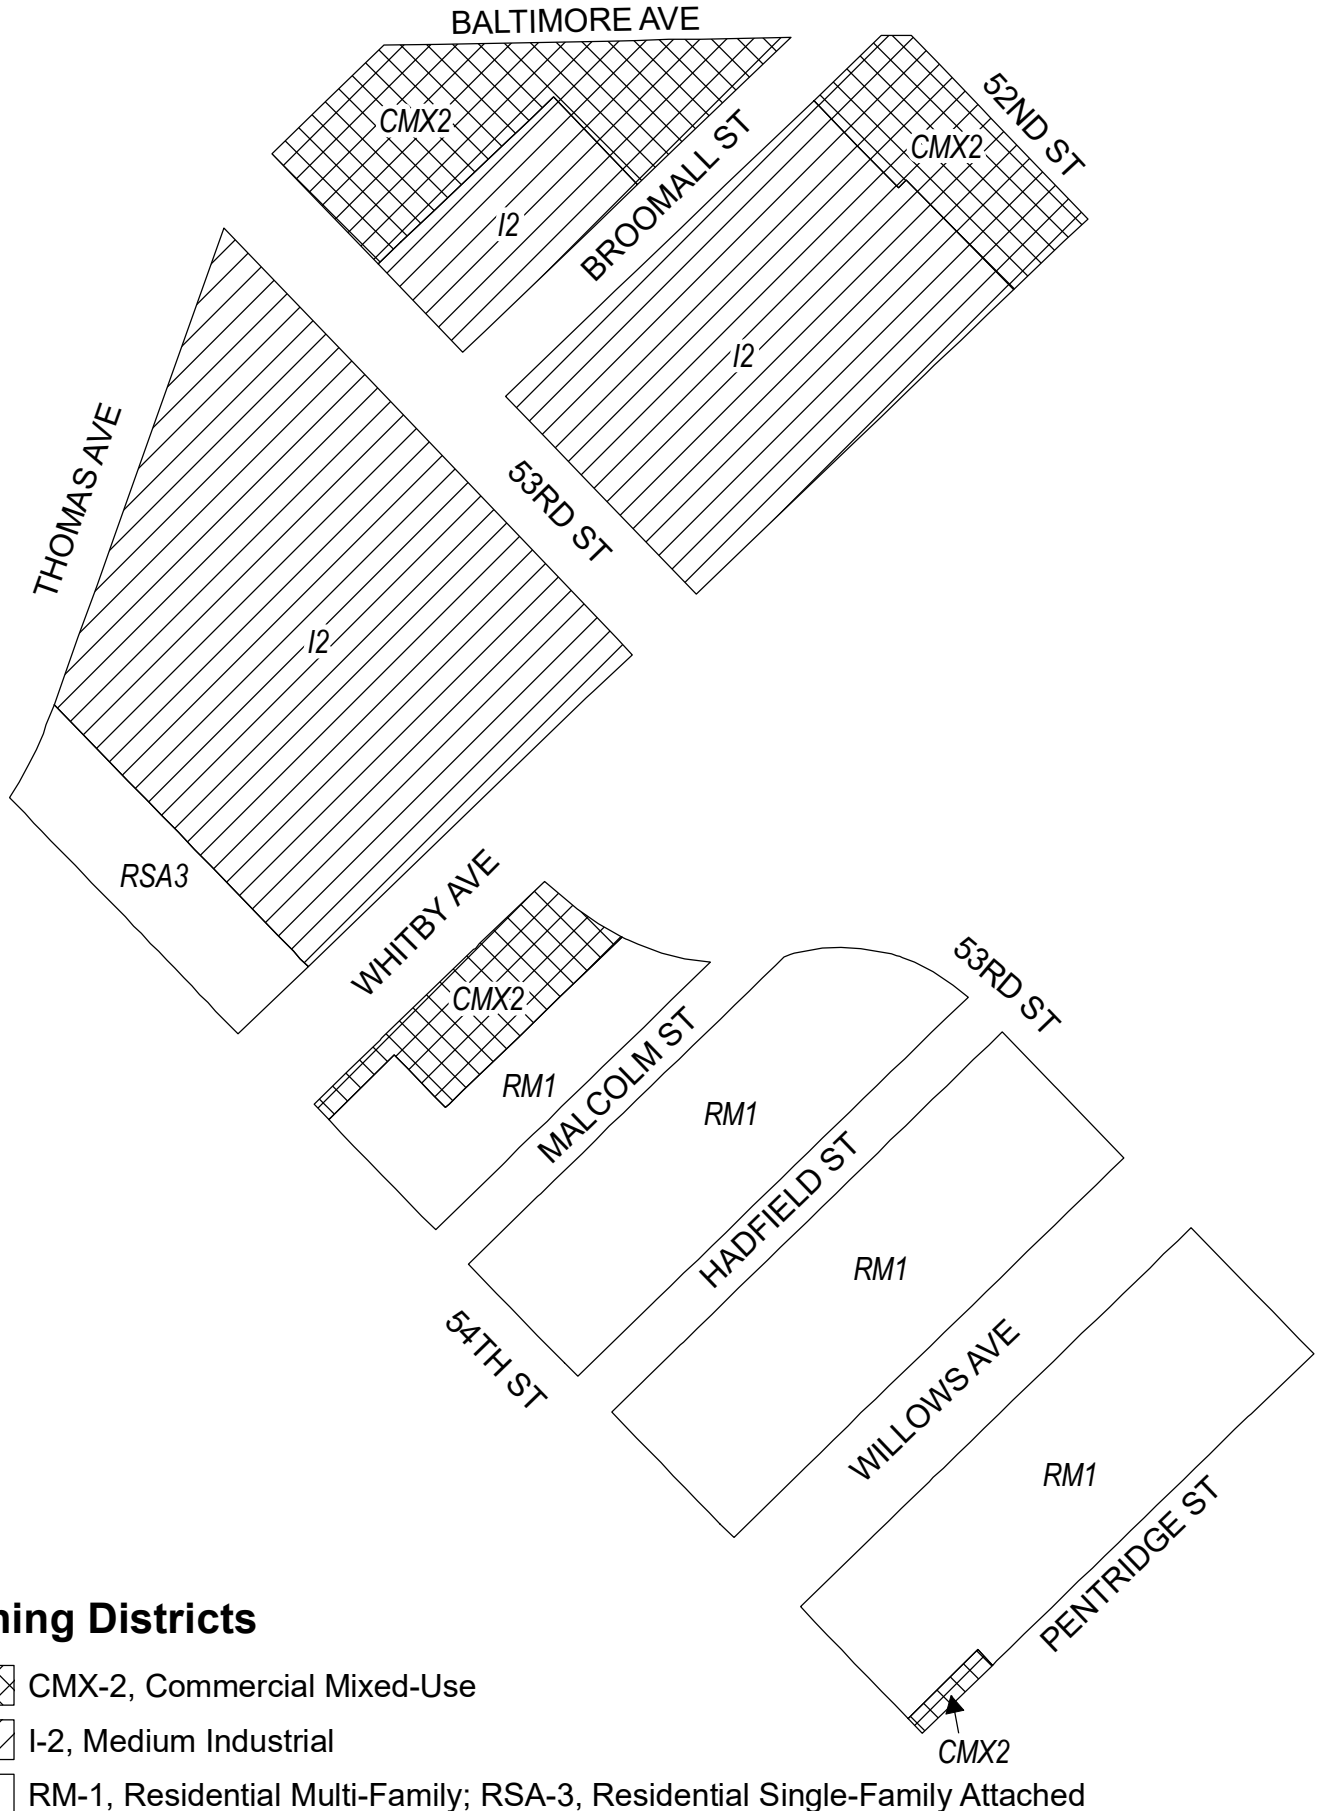 BALTIMORE AVE
52ND ST
CMX2
CMX2
BROOMALL ST
I2
I2
THOMAS AVE
53RD ST
I2
RSA3
WHITBY AVE
CMX2
53RD ST
RM1
MALCOLM ST
RM1
HADFIELD ST
RM1
54TH ST
WILLOWS AVE
RM1
PENTRIDGE ST
ning Districts
CMX-2, Commercial Mixed-Use
I-2, Medium Industrial
CMX2
RM-1, Residential Multi-Family; RSA-3, Residential Single-Family Attached